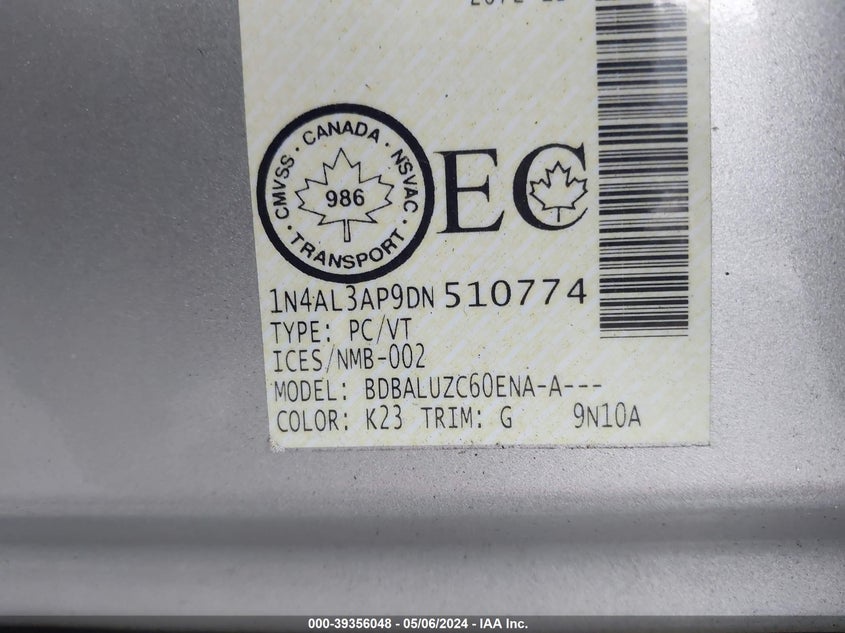 · CANADA ·
CMVSS
NSVAC
986
· TRANSPORT ·
EC
1N4AL3AP9DN 510774
TYPE: PC/VT
ICES/NMB-002
MODEL: BDBALUZC60ENA-A---
COLOR: K23 TRIM: G 9N10A
000-39356048 - 05/06/2024 - IAA Inc.